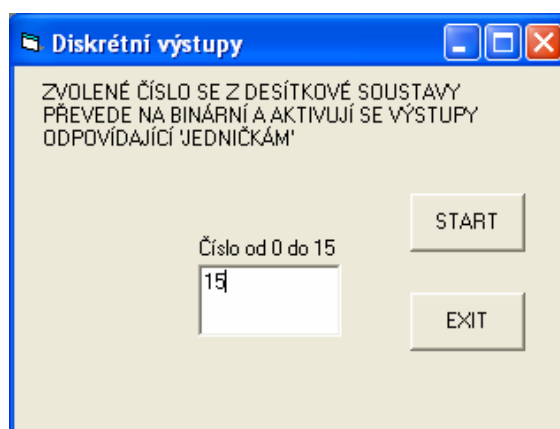 Diskrétní výstupy
ZVOLENÉ ČÍSLO SE Z DESÍTKOVÉ SOUSTAVY
PŘEVEDE NA BINÁRNÍ A AKTIVUJÍ SE VÝSTUPY
ODPOVÍDAJÍCÍ 'JEDNIČKÁM'
START
Číslo od 0 do 15
15
EXIT